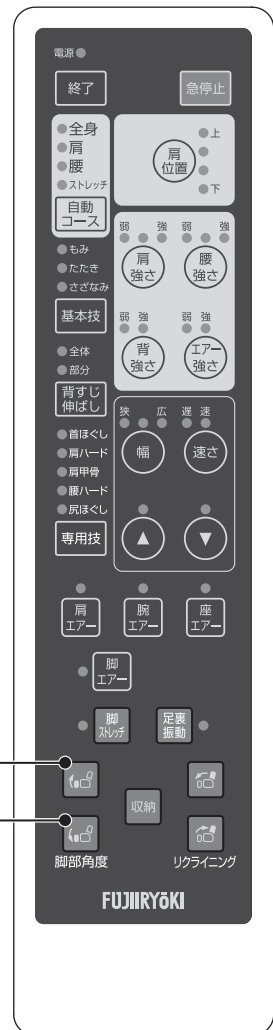 電源
終了
急停止
全身
肩
腰
ストレッチ
自動
コース
上
肩
位置
下
もみ
たたき
さざなみ
基本技
弱 強
肩
強さ
弱 強
腰
強さ
全体
部分
背すじ
伸ばし
弱 強
背
強さ
弱 強
エアー
強さ
首ほぐし
肩ハード
肩甲骨
腰ハード
尻ほぐし
専用技
狭 広
幅
遅 速
速さ
▲
▼
肩
エアー
腕
エアー
座
エアー
脚
エアー
脚
ストレッチ
足裏
振動
収納
脚部角度
リクライニング
FUJIIRYōKI